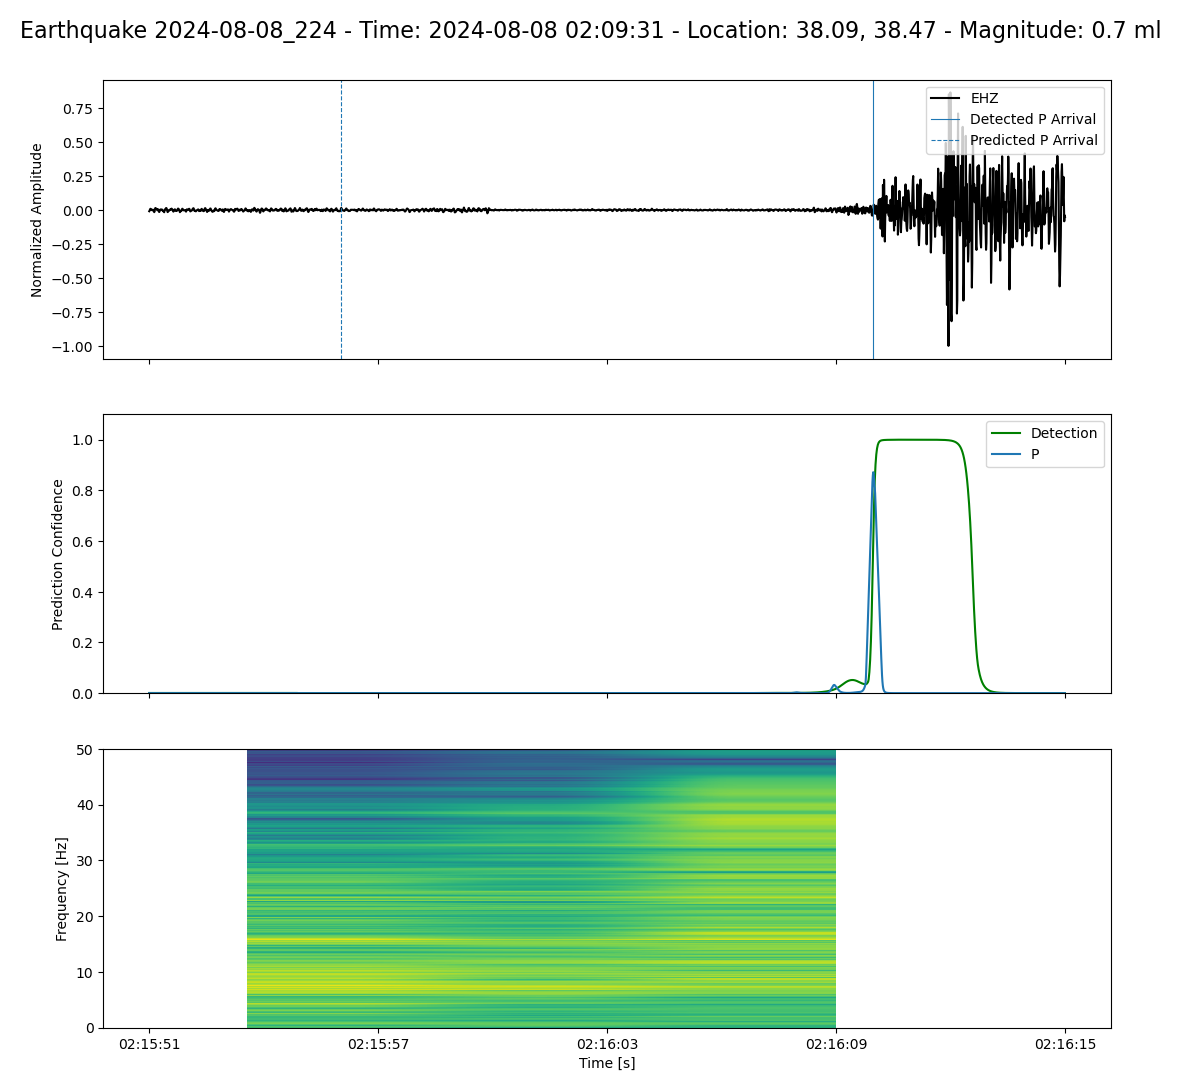 Earthquake 2024-08-08_224 - Time: 2024-08-08 02:09:31 - Location: 38.09, 38.47 - Magnitude: 0.7 ml
EHZ
Detected P Arrival
Predicted P Arrival
0.75
0.50
0.25
0.00
−0.25
−0.50
−0.75
−1.00
Normalized Amplitude
Detection
P
1.0
0.8
0.6
0.4
0.2
0.0
Prediction Confidence
50
40
30
20
10
0
Frequency [Hz]
02:15:51 02:15:57 02:16:03 02:16:09 02:16:15
Time [s]